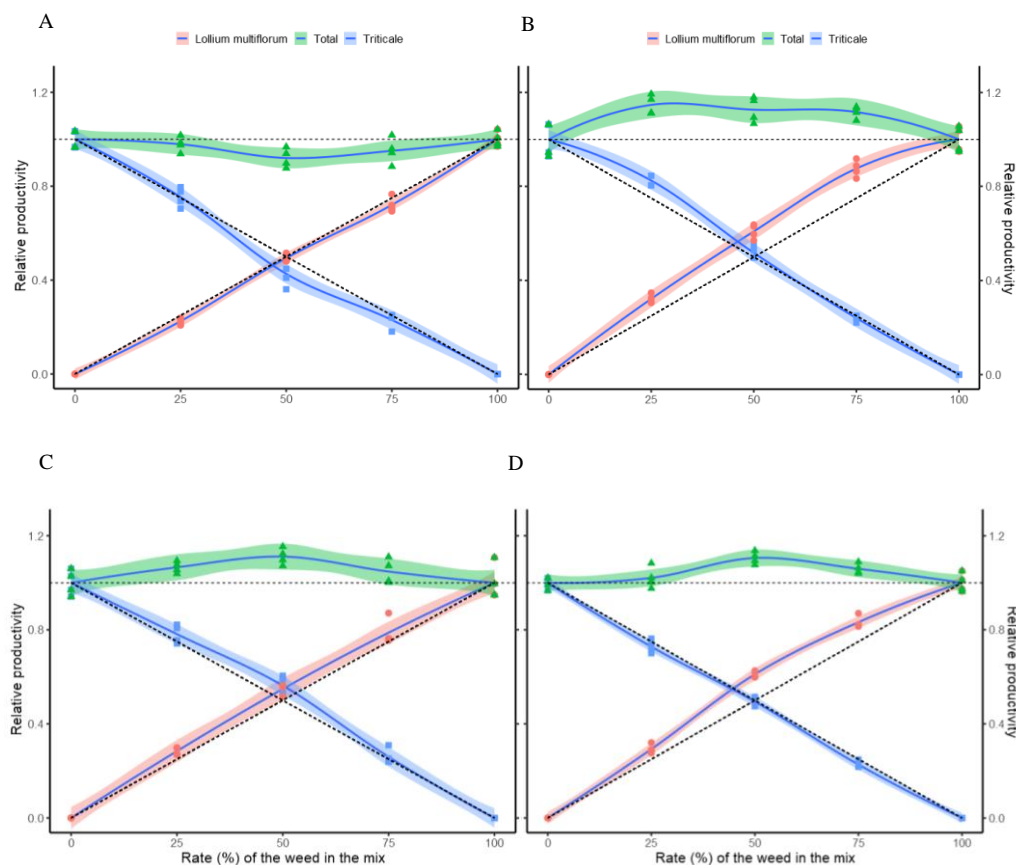 A
B
Lollium multiflorum Total Triticale
Lollium multiflorum Total Triticale
Relative productivity
1.2
0.8
0.4
0.0
0 25 50 75 100
1.2
0.8
0.4
0.0
Relative productivity
0 25 50 75 100
C
D
Relative productivity
1.2
0.8
0.4
0.0
0 25 50 75 100
Rate (%) of the weed in the mix
1.2
0.8
0.4
0.0
Relative productivity
0 25 50 75 100
Rate (%) of the weed in the mix